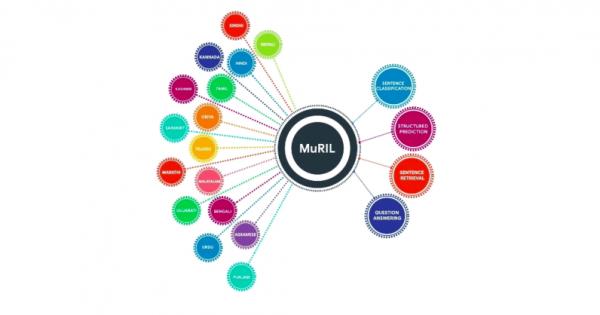 SINDHI
NEPALI
KANNADA
HINDI
KASHMIRI
TAMIL
ORIYA
SANSKRIT
TELUGU
MARATHI
MALAYALAM
GUJARATI
BENGALI
ASSAMESE
URDU
PUNJABI
MuRIL
SENTENCE
CLASSIFICATION
STRUCTURED
PREDICTION
SENTENCE
RETRIEVAL
QUESTION
ANSWERING